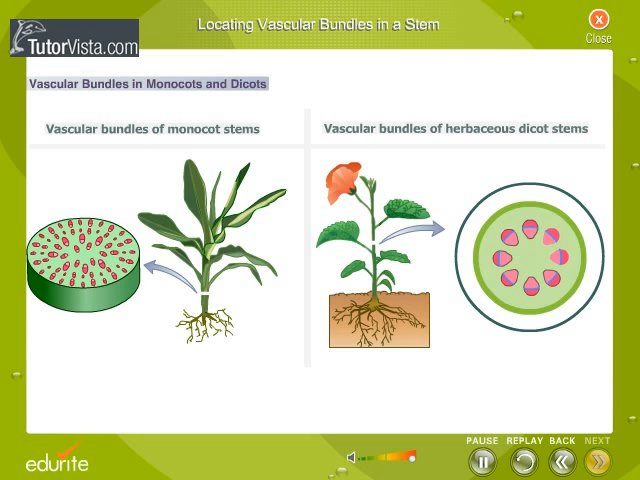 Locating Vascular Bundles in a Stem
Close
TutorVista.com
Vascular Bundles in Monocots and Dicots
Vascular bundles of monocot stems
Vascular bundles of herbaceous dicot stems
PAUSE REPLAY BACK NEXT
edurite